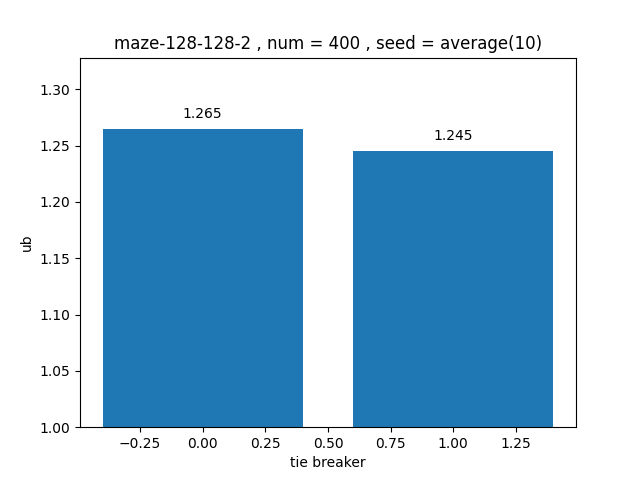 maze-128-128-2 , num = 400 , seed = average(10)
1.30
1.265
1.25
1.245
1.20
ub
1.15
1.10
1.05
1.00
−0.25 0.00 0.25 0.50 0.75 1.00 1.25
tie breaker